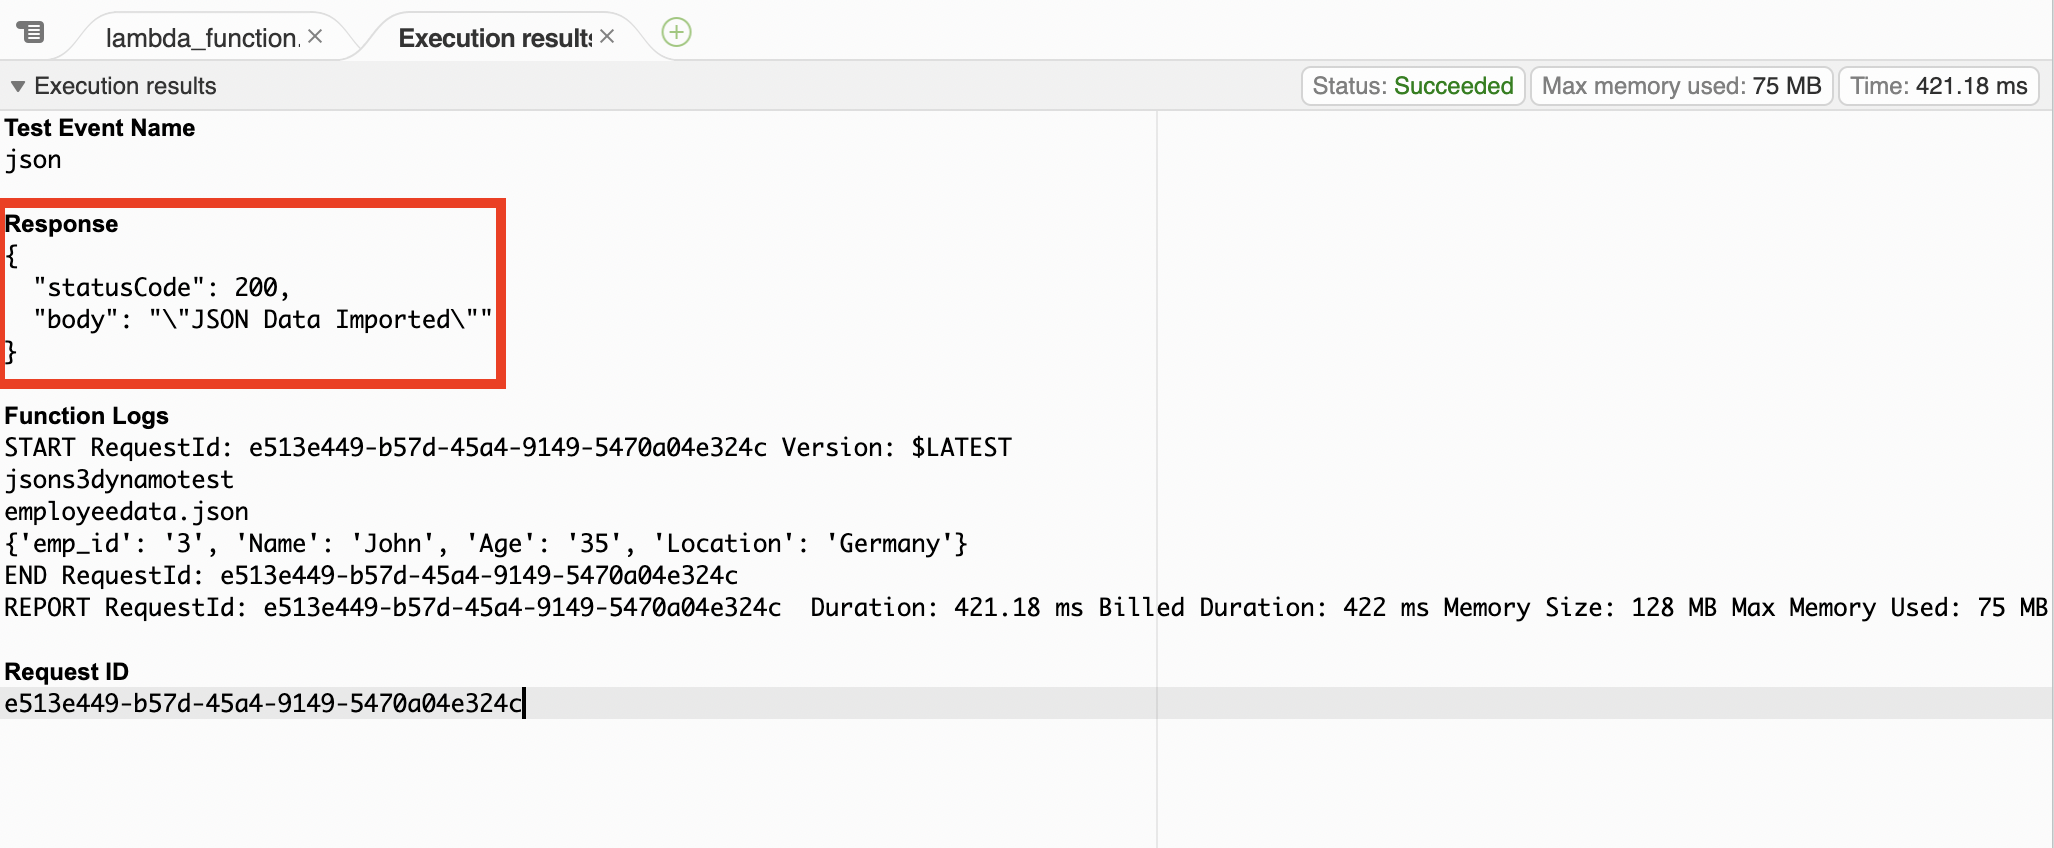 lambda_function. × Execution results ×
Execution results Status: Succeeded Max memory used: 75 MB Time: 421.18 ms
Test Event Name
json
Response
{
  "statusCode": 200,
  "body": "\"JSON Data Imported\""
}
Function Logs
START RequestId: e513e449-b57d-45a4-9149-5470a04e324c Version: $LATEST
jsons3dynamotest
employeedata.json
{'emp_id': '3', 'Name': 'John', 'Age': '35', 'Location': 'Germany'}
END RequestId: e513e449-b57d-45a4-9149-5470a04e324c
REPORT RequestId: e513e449-b57d-45a4-9149-5470a04e324c  Duration: 421.18 ms Billed Duration: 422 ms Memory Size: 128 MB Max Memory Used: 75 MB
Request ID
e513e449-b57d-45a4-9149-5470a04e324c